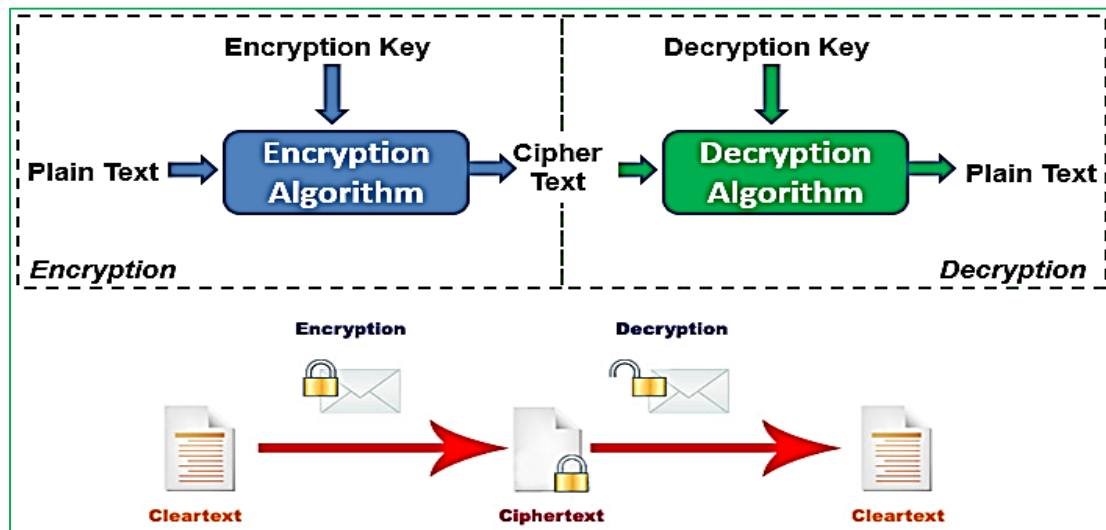 Encryption Key
Decryption Key
Plain Text
Encryption
Algorithm
Cipher
Text
Decryption
Algorithm
Plain Text
Encryption
Decryption
Encryption
Decryption
Cleartext
Ciphertext
Cleartext